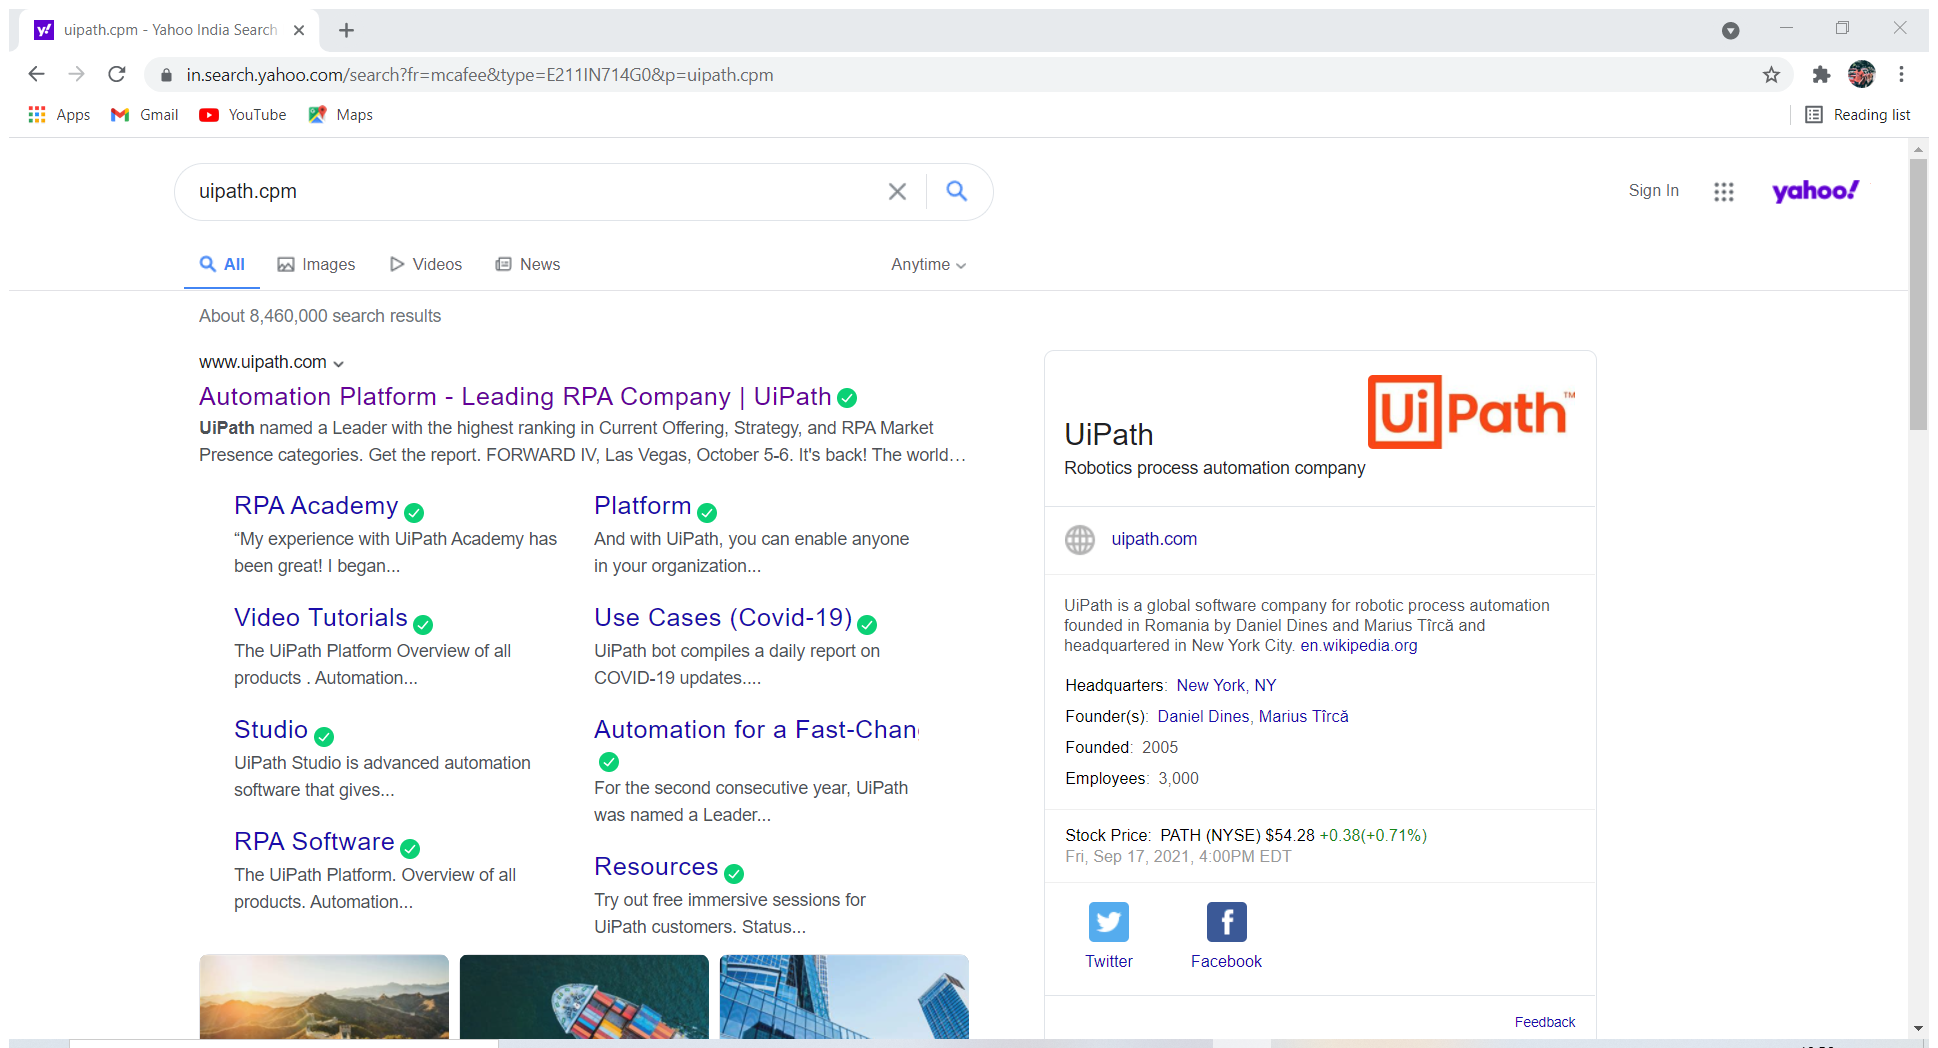 uipath.cpm - Yahoo India Search
in.search.yahoo.com/search?fr=mcafee&type=E211IN714G0&p=uipath.cpm
Apps Gmail YouTube Maps Reading list
uipath.cpm
Sign In yahoo!
All Images Videos News Anytime
About 8,460,000 search results
www.uipath.com
Automation Platform - Leading RPA Company | UiPath
UiPath named a Leader with the highest ranking in Current Offering, Strategy, and RPA Market
Presence categories. Get the report. FORWARD IV, Las Vegas, October 5-6. It's back! The world…
RPA Academy
“My experience with UiPath Academy has
been great! I began...
Video Tutorials
The UiPath Platform Overview of all
products . Automation...
Studio
UiPath Studio is advanced automation
software that gives...
RPA Software
The UiPath Platform. Overview of all
products. Automation...
Platform
And with UiPath, you can enable anyone
in your organization...
Use Cases (Covid-19)
UiPath bot compiles a daily report on
COVID-19 updates....
Automation for a Fast-Chan
For the second consecutive year, UiPath
was named a Leader...
Resources
Try out free immersive sessions for
UiPath customers. Status...
UiPath™
UiPath
Robotics process automation company
uipath.com
UiPath is a global software company for robotic process automation
founded in Romania by Daniel Dines and Marius Tîrcă and
headquartered in New York City. en.wikipedia.org
Headquarters: New York, NY
Founder(s): Daniel Dines, Marius Tîrcă
Founded: 2005
Employees: 3,000
Stock Price: PATH (NYSE) $54.28 +0.38(+0.71%)
Fri, Sep 17, 2021, 4:00PM EDT
Twitter Facebook
Feedback